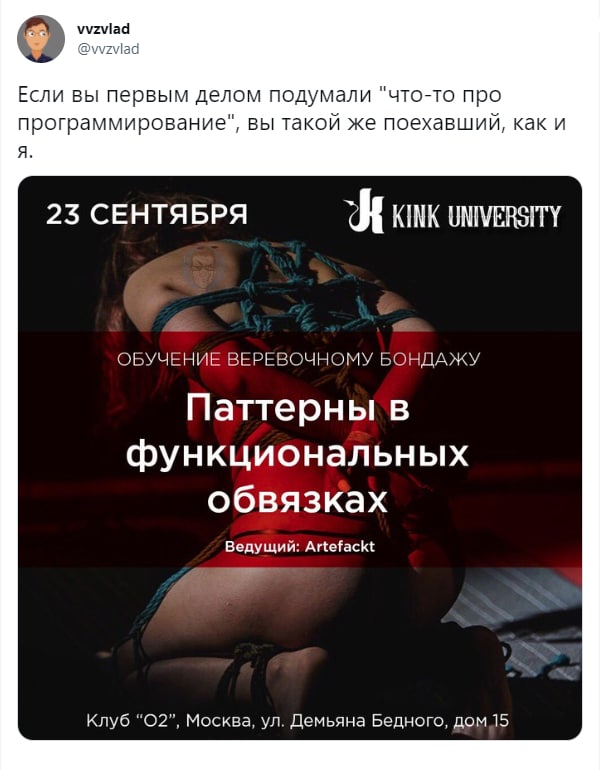 vvzvlad
@vvzvlad
Если вы первым делом подумали "что-то про
программирование", вы такой же поехавший, как и
я.
23 СЕНТЯБРЯ
KINK UNIVERSITY
ОБУЧЕНИЕ ВЕРЕВОЧНОМУ БОНДАЖУ
Паттерны в
функциональных
обвязках
Ведущий: Artefackt
Клуб “О2”, Москва, ул. Демьяна Бедного, дом 15